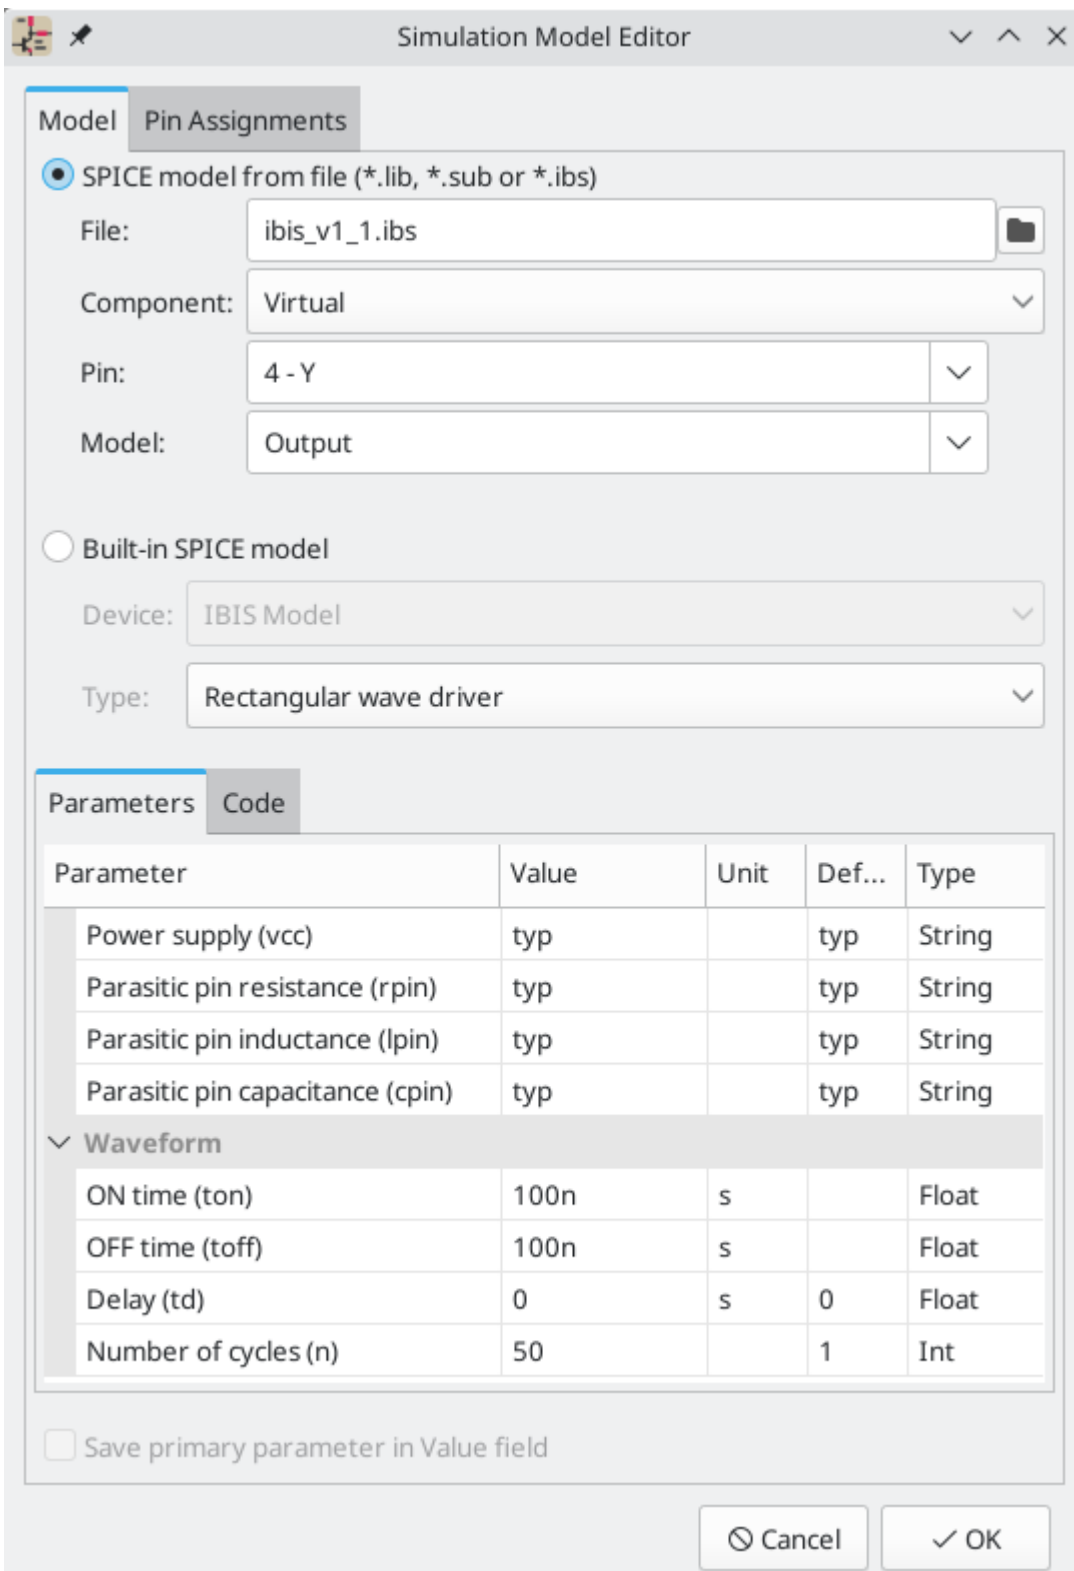 Simulation Model Editor
Model Pin Assignments
SPICE model from file (*.lib, *.sub or *.ibs)
File: ibis_v1_1.ibs
Component: Virtual
Pin: 4 - Y
Model: Output
Built-in SPICE model
Device: IBIS Model
Type: Rectangular wave driver
Parameters Code
Parameter Value Unit Def... Type
Power supply (vcc) typ typ String
Parasitic pin resistance (rpin) typ typ String
Parasitic pin inductance (lpin) typ typ String
Parasitic pin capacitance (cpin) typ typ String
Waveform
ON time (ton) 100n s Float
OFF time (toff) 100n s Float
Delay (td) 0 s 0 Float
Number of cycles (n) 50 1 Int
Save primary parameter in Value field
Cancel OK